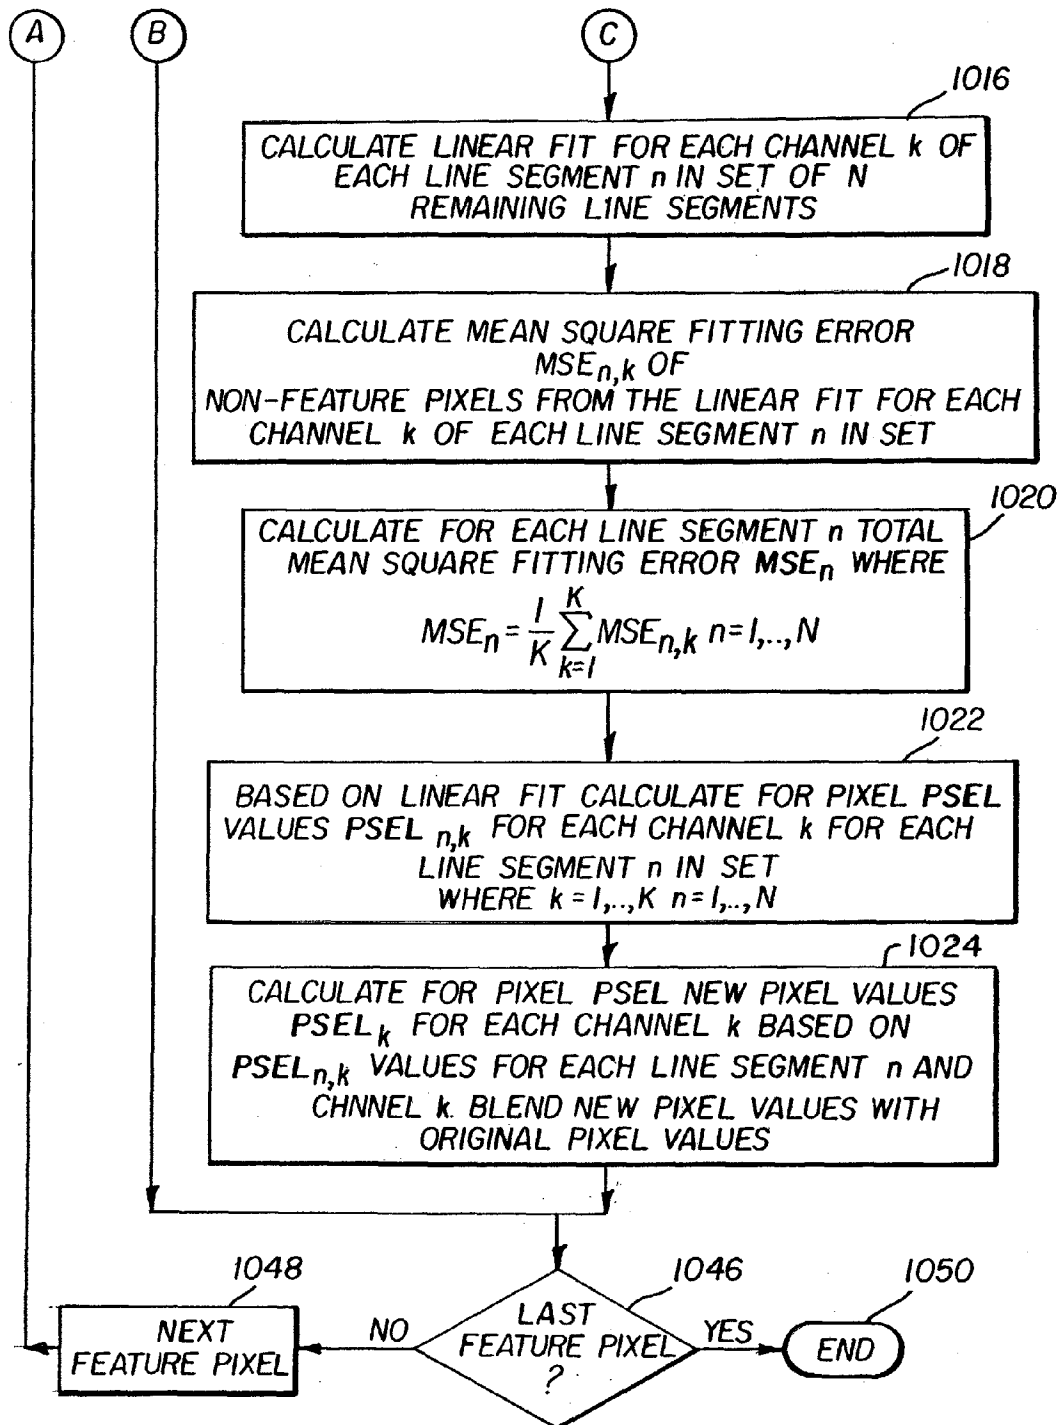 A B C
1016
CALCULATE LINEAR FIT FOR EACH CHANNEL k OF
EACH LINE SEGMENT n IN SET OF N
REMAINING LINE SEGMENTS
1018
CALCULATE MEAN SQUARE FITTING ERROR
MSEn,k OF
NON-FEATURE PIXELS FROM THE LINEAR FIT FOR EACH
CHANNEL k OF EACH LINE SEGMENT n IN SET
1020
CALCULATE FOR EACH LINE SEGMENT n TOTAL
MEAN SQUARE FITTING ERROR MSEn WHERE
MSEn = 1/K K∑k=1 MSEn,k n=1,..,N
1022
BASED ON LINEAR FIT CALCULATE FOR PIXEL PSEL
VALUES PSEL n,k FOR EACH CHANNEL k FOR EACH
LINE SEGMENT n IN SET
WHERE k=1,..,K n=1,..,N
1024
CALCULATE FOR PIXEL PSEL NEW PIXEL VALUES
PSELk FOR EACH CHANNEL k BASED ON
PSELn,k VALUES FOR EACH LINE SEGMENT n AND
CHNNEL k. BLEND NEW PIXEL VALUES WITH
ORIGINAL PIXEL VALUES
1048 1046 1050
NEXT
FEATURE PIXEL
NO
LAST
FEATURE PIXEL
?
YES
END